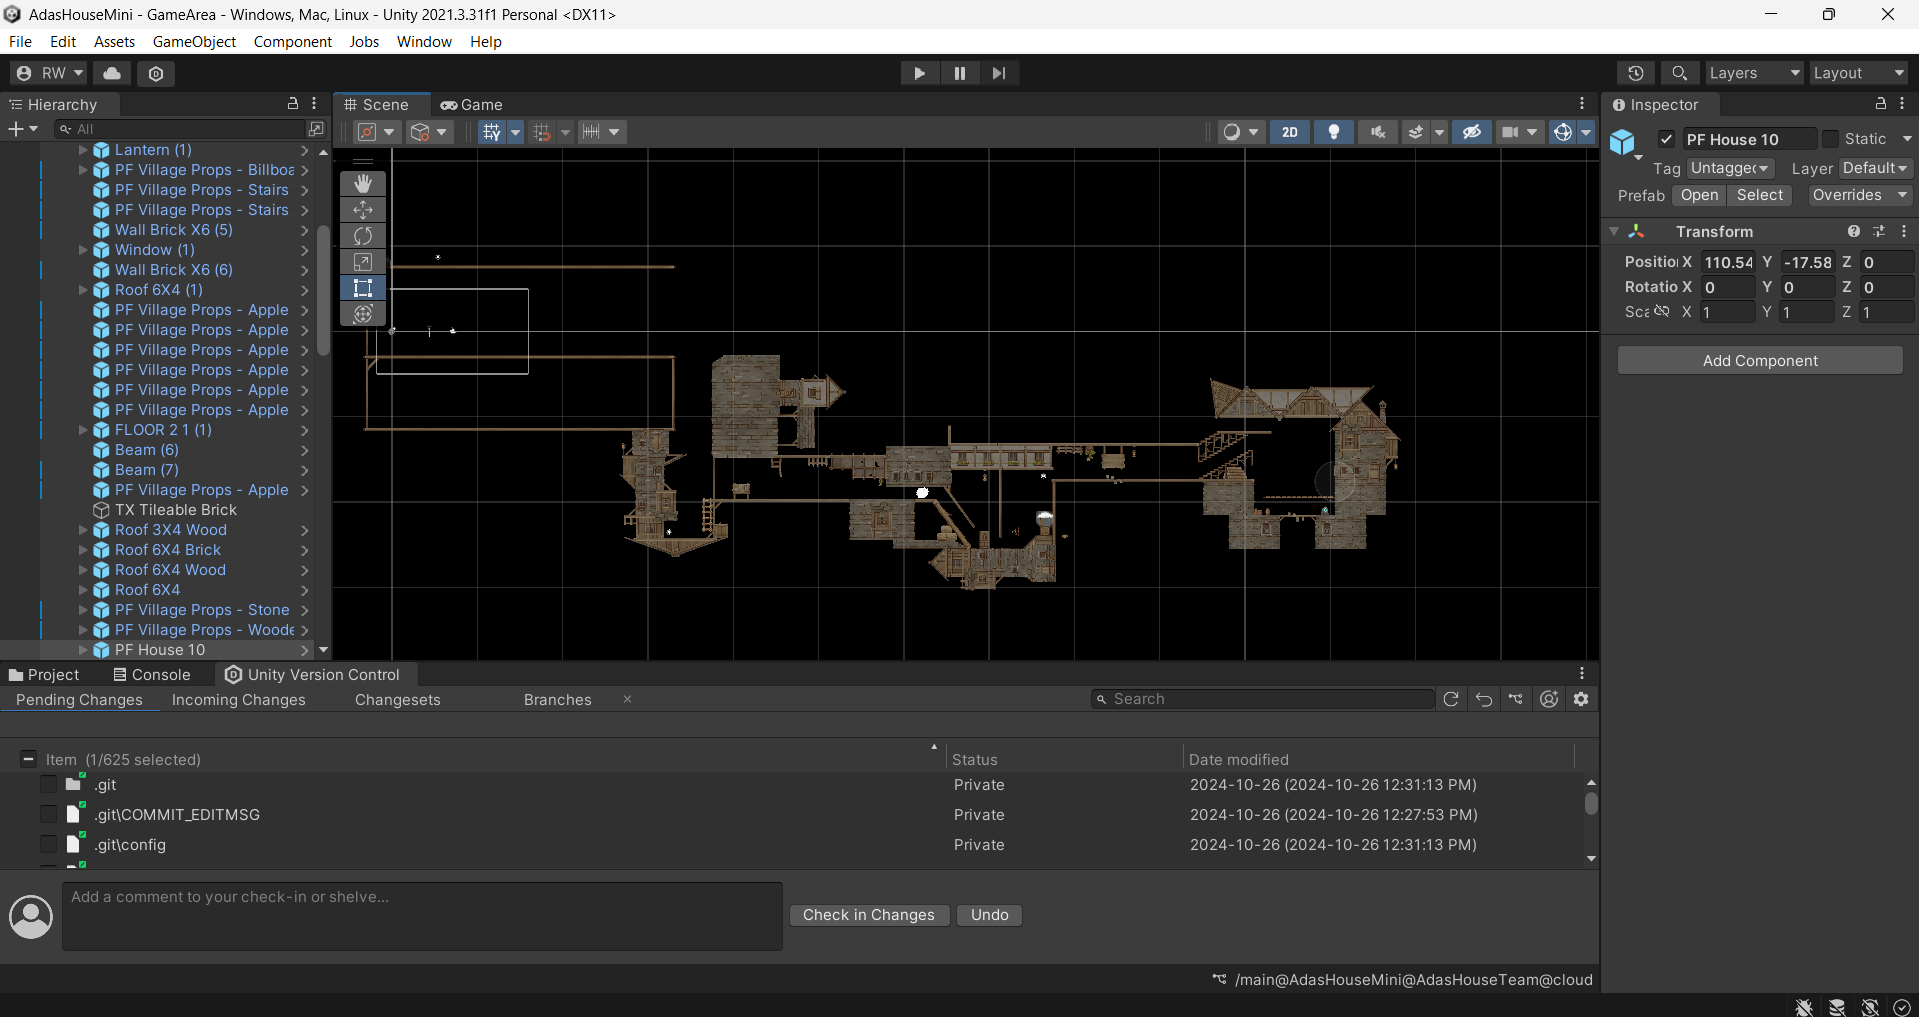 AdasHouseMini - GameArea - Windows, Mac, Linux - Unity 2021.3.31f1 Personal <DX11>
File Edit Assets GameObject Component Jobs Window Help
RW
Layers Layout
Hierarchy
Scene Game
Inspector
All
2D
PF House 10 Static
Tag Untagged Layer Default
Prefab Open Select Overrides
Transform
Position X 110.54 Y -17.58 Z 0
Rotatio X 0 Y 0 Z 0
Sca X 1 Y 1 Z 1
Add Component
Lantern (1)
PF Village Props - Billboa
PF Village Props - Stairs
PF Village Props - Stairs
Wall Brick X6 (5)
Window (1)
Wall Brick X6 (6)
Roof 6X4 (1)
PF Village Props - Apple
PF Village Props - Apple
PF Village Props - Apple
PF Village Props - Apple
PF Village Props - Apple
PF Village Props - Apple
FLOOR 2 1 (1)
Beam (6)
Beam (7)
PF Village Props - Apple
TX Tileable Brick
Roof 3X4 Wood
Roof 6X4 Brick
Roof 6X4 Wood
Roof 6X4
PF Village Props - Stone
PF Village Props - Woode
PF House 10
Project Console Unity Version Control
Pending Changes Incoming Changes Changesets Branches
Search
Item (1/625 selected) Status Date modified
.git Private 2024-10-26 (2024-10-26 12:31:13 PM)
.git\COMMIT_EDITMSG Private 2024-10-26 (2024-10-26 12:27:53 PM)
.git\config Private 2024-10-26 (2024-10-26 12:31:13 PM)
Add a comment to your check-in or shelve...
Check in Changes Undo
/main@AdasHouseMini@AdasHouseTeam@cloud